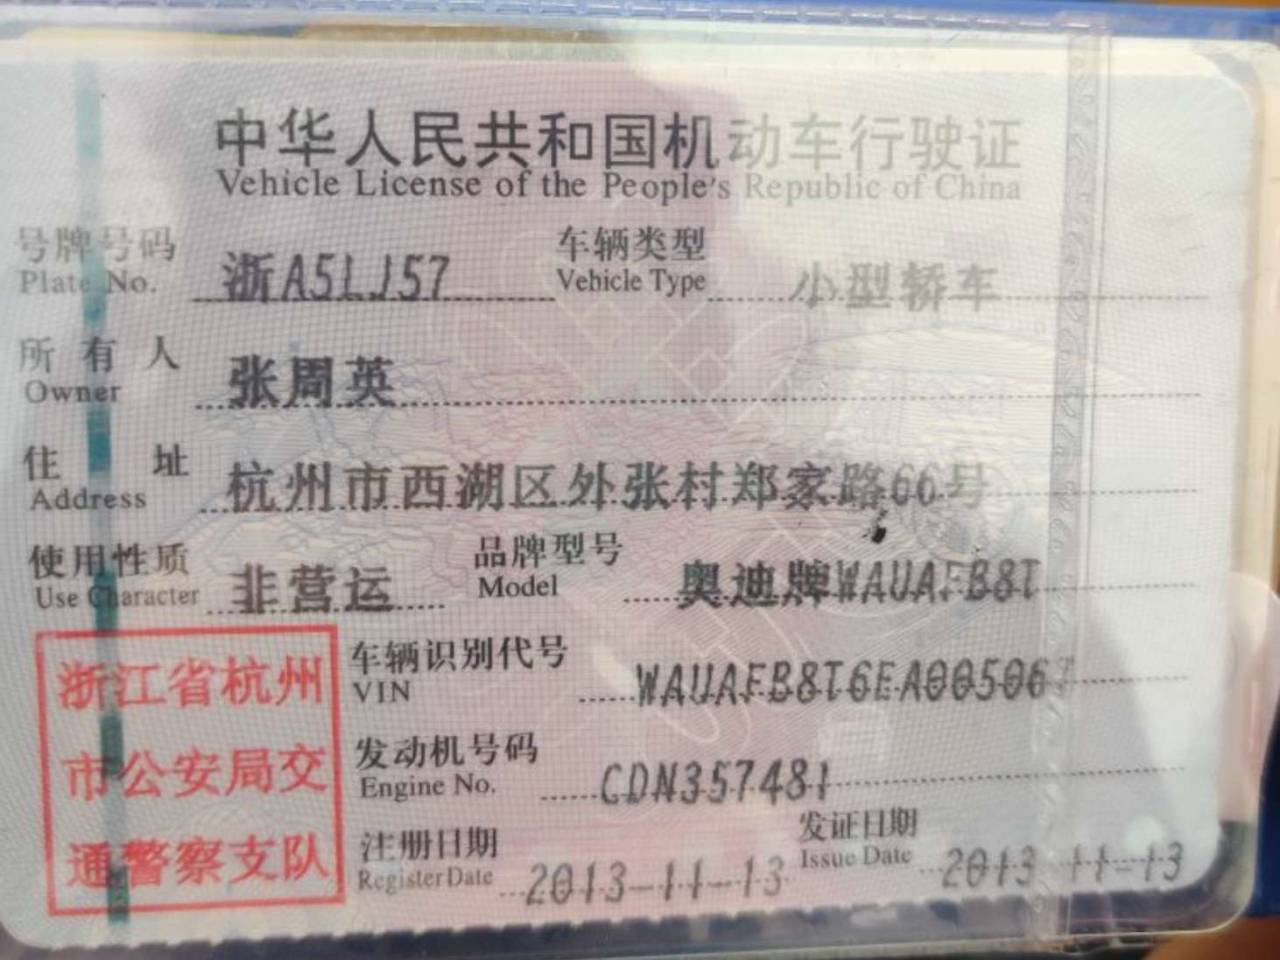 中华人民共和国机动车行驶证
Vehicle License of the People's Republic of China
号牌号码 浙A5LJ57 车辆类型 小型轿车
Plate No. Vehicle Type
所有人 张周英
Owner
住址 杭州市西湖区外张村郑家路66号
Address
使用性质 非营运 品牌型号 奥迪牌WAUAFB8T
Use Character Model
浙江省杭州
市公安局交
通警察支队
车辆识别代号 WAUAFB8T6EA005067
VIN
发动机号码 CDN357481
Engine No.
注册日期 2013-11-13 发证日期 2013-11-13
Register Date Issue Date